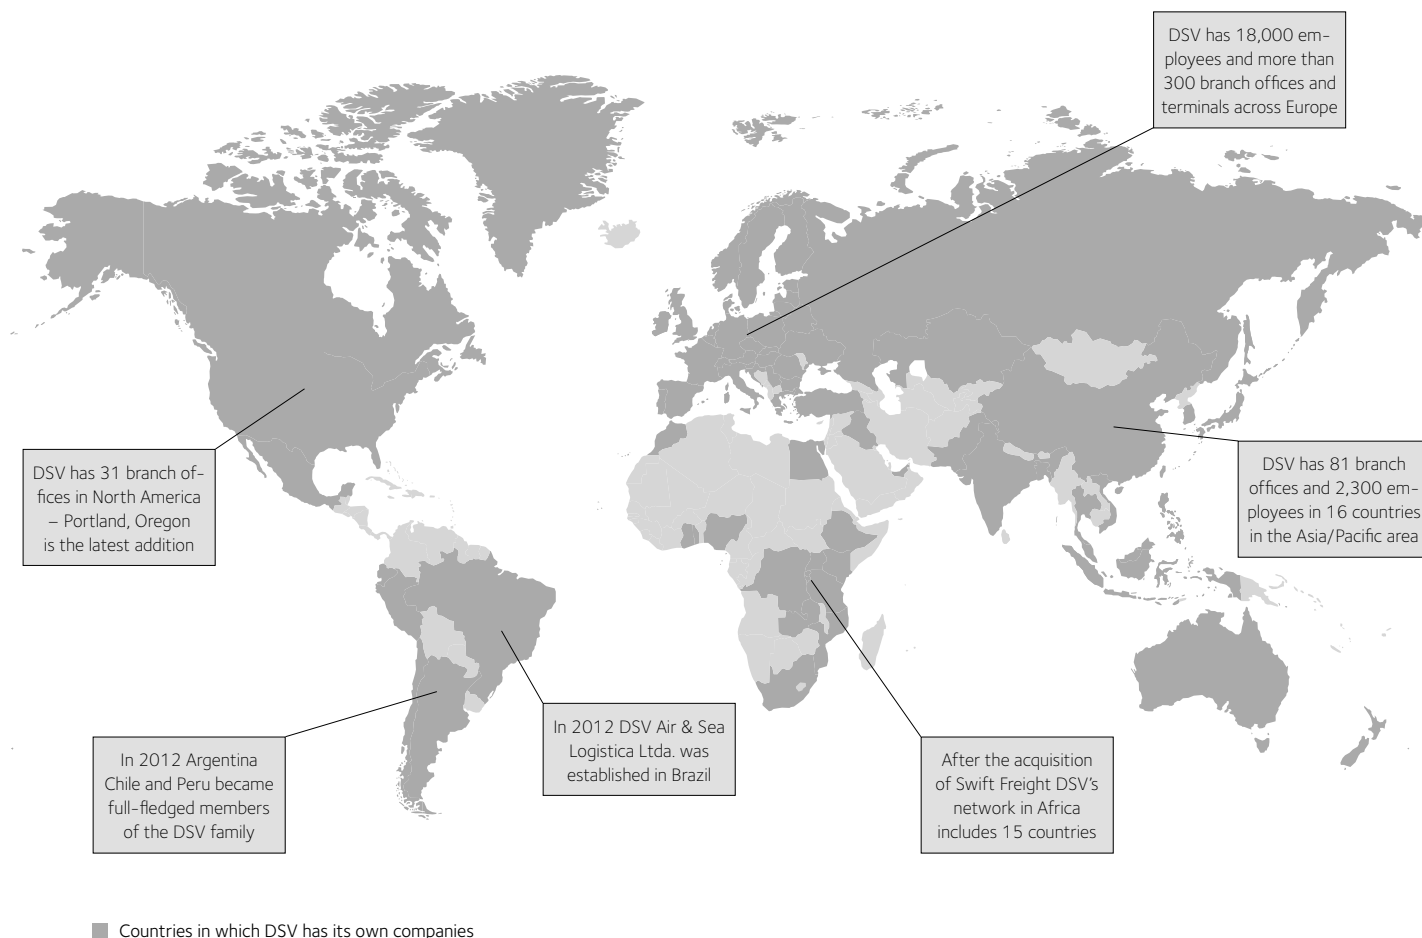 DSV has 18,000 em-
ployees and more than
300 branch offices and
terminals across Europe
DSV has 31 branch of-
fices in North America
– Portland, Oregon
is the latest addition
DSV has 81 branch
offices and 2,300 em-
ployees in 16 countries
in the Asia/Pacific area
In 2012 DSV Air & Sea
Logistica Ltda. was
established in Brazil
In 2012 Argentina
Chile and Peru became
full-fledged members
of the DSV family
After the acquisition
of Swift Freight DSV's
network in Africa
includes 15 countries
Countries in which DSV has its own companies